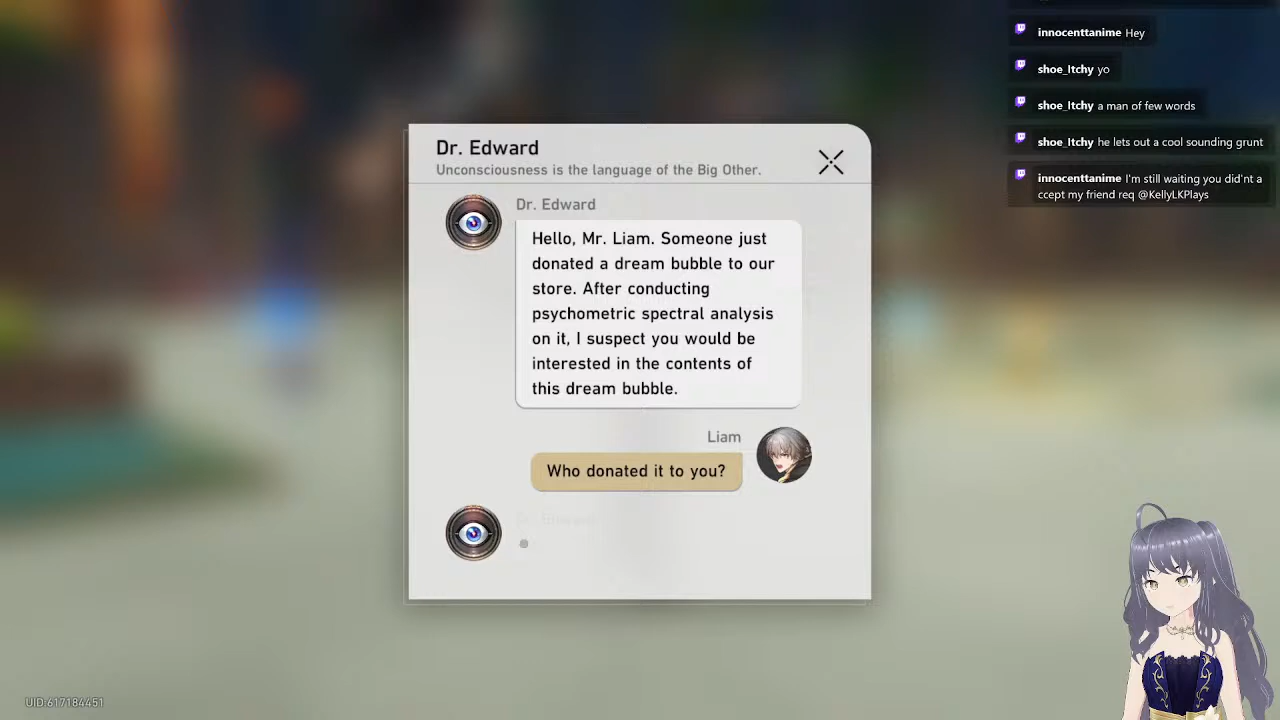 innocenttanime Hey
shoe_Itchy yo
shoe_Itchy a man of few words
shoe_Itchy he lets out a cool sounding grunt
innocenttanime I'm still waiting you did'nt a
ccept my friend req @KellyLKPlays
Dr. Edward
Unconsciousness is the language of the Big Other.
Dr. Edward
Hello, Mr. Liam. Someone just
donated a dream bubble to our
store. After conducting
psychometric spectral analysis
on it, I suspect you would be
interested in the contents of
this dream bubble.
Liam
Who donated it to you?
Dr. Edward
UID:617184451